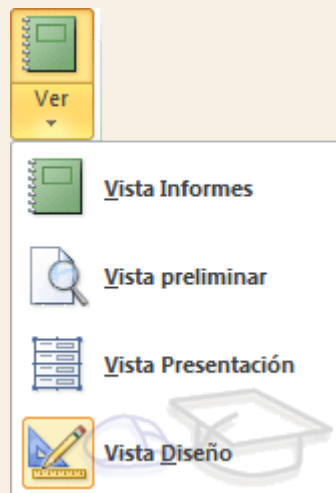 Ver
Vista Informes
Vista preliminar
Vista Presentación
Vista Diseño